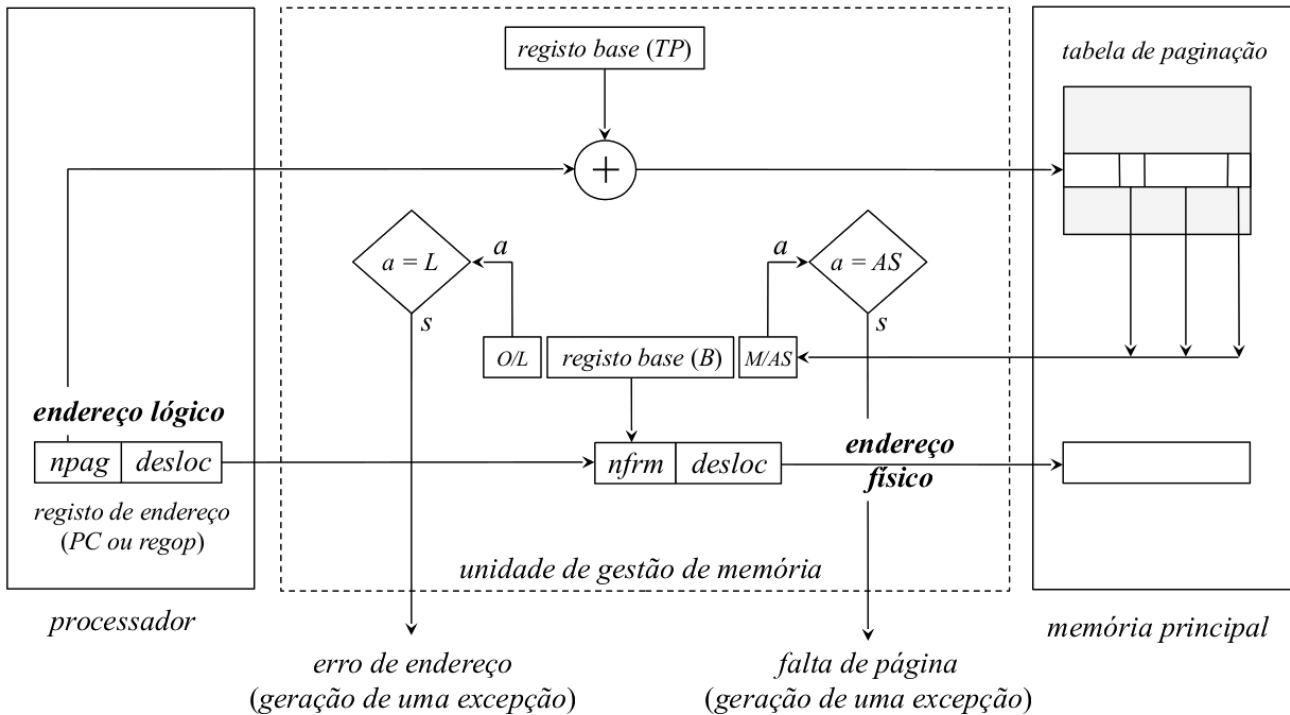 registo base (TP)
tabela de paginação
+
a = L
a
a
a = AS
s
s
O/L
registo base (B)
M/AS
endereço lógico
npag
desloc
nfrm
desloc
endereço
físico
registo de endereço
(PC ou regop)
unidade de gestão de memória
processador
memória principal
erro de endereço
(geração de uma excepção)
falta de página
(geração de uma excepção)